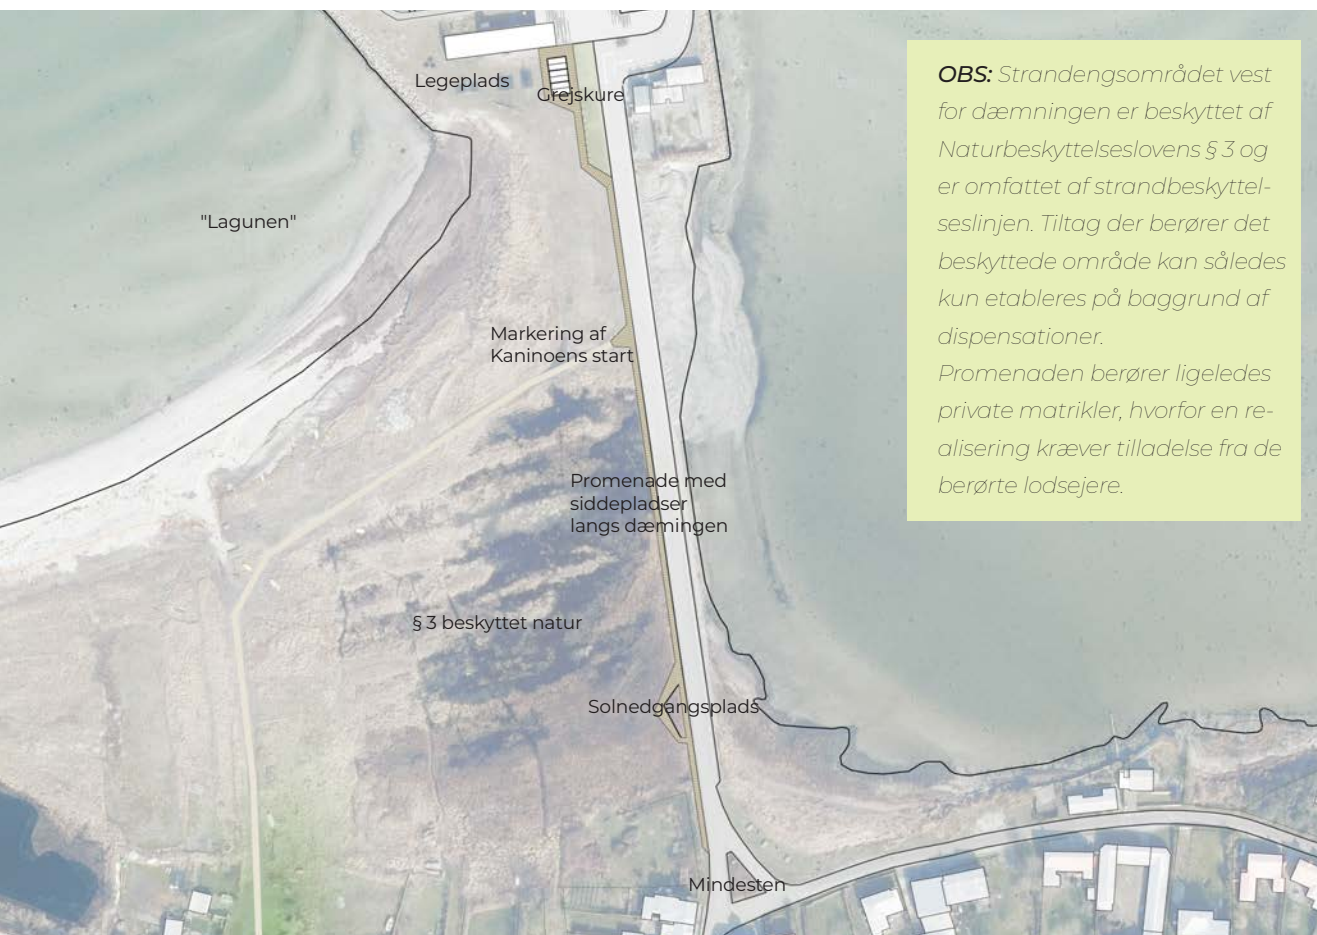 Legeplads
Grejskure
"Lagunen"
Markering af
Kaninoens start
Promenade med
siddepladser
langs dæmingen
§ 3 beskyttet natur
Solnedgangsplads
Mindesten
OBS: Strandengsområdet vest
for dæmningen er beskyttet af
Naturbeskyttelseslovens § 3 og
er omfattet af strandbeskyttel-
seslinjen. Tiltag der berører det
beskyttede område kan således
kun etableres på baggrund af
dispensationer.
Promenaden berører ligeledes
private matrikler, hvorfor en re-
alisering kræver tilladelse fra de
berørte lodsejere.